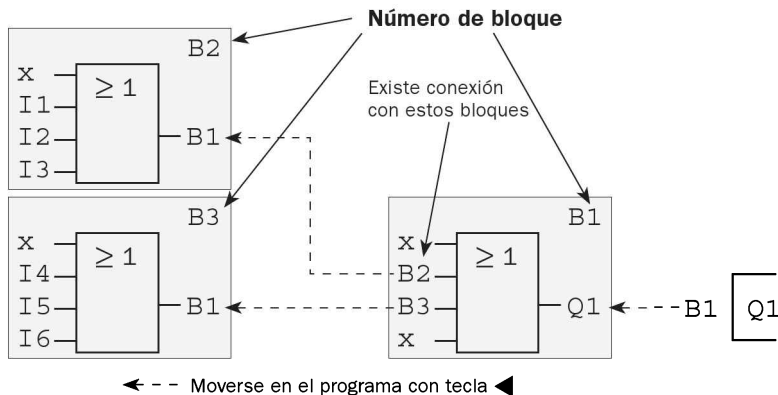 Número de bloque
B2
x
≥ 1
I1
I2
B1
I3
Existe conexión
con estos bloques
B3
x
≥ 1
I4
I5
B1
I6
B1
x
≥ 1
B2
B3
Q1
x
B1
Q1
Moverse en el programa con tecla